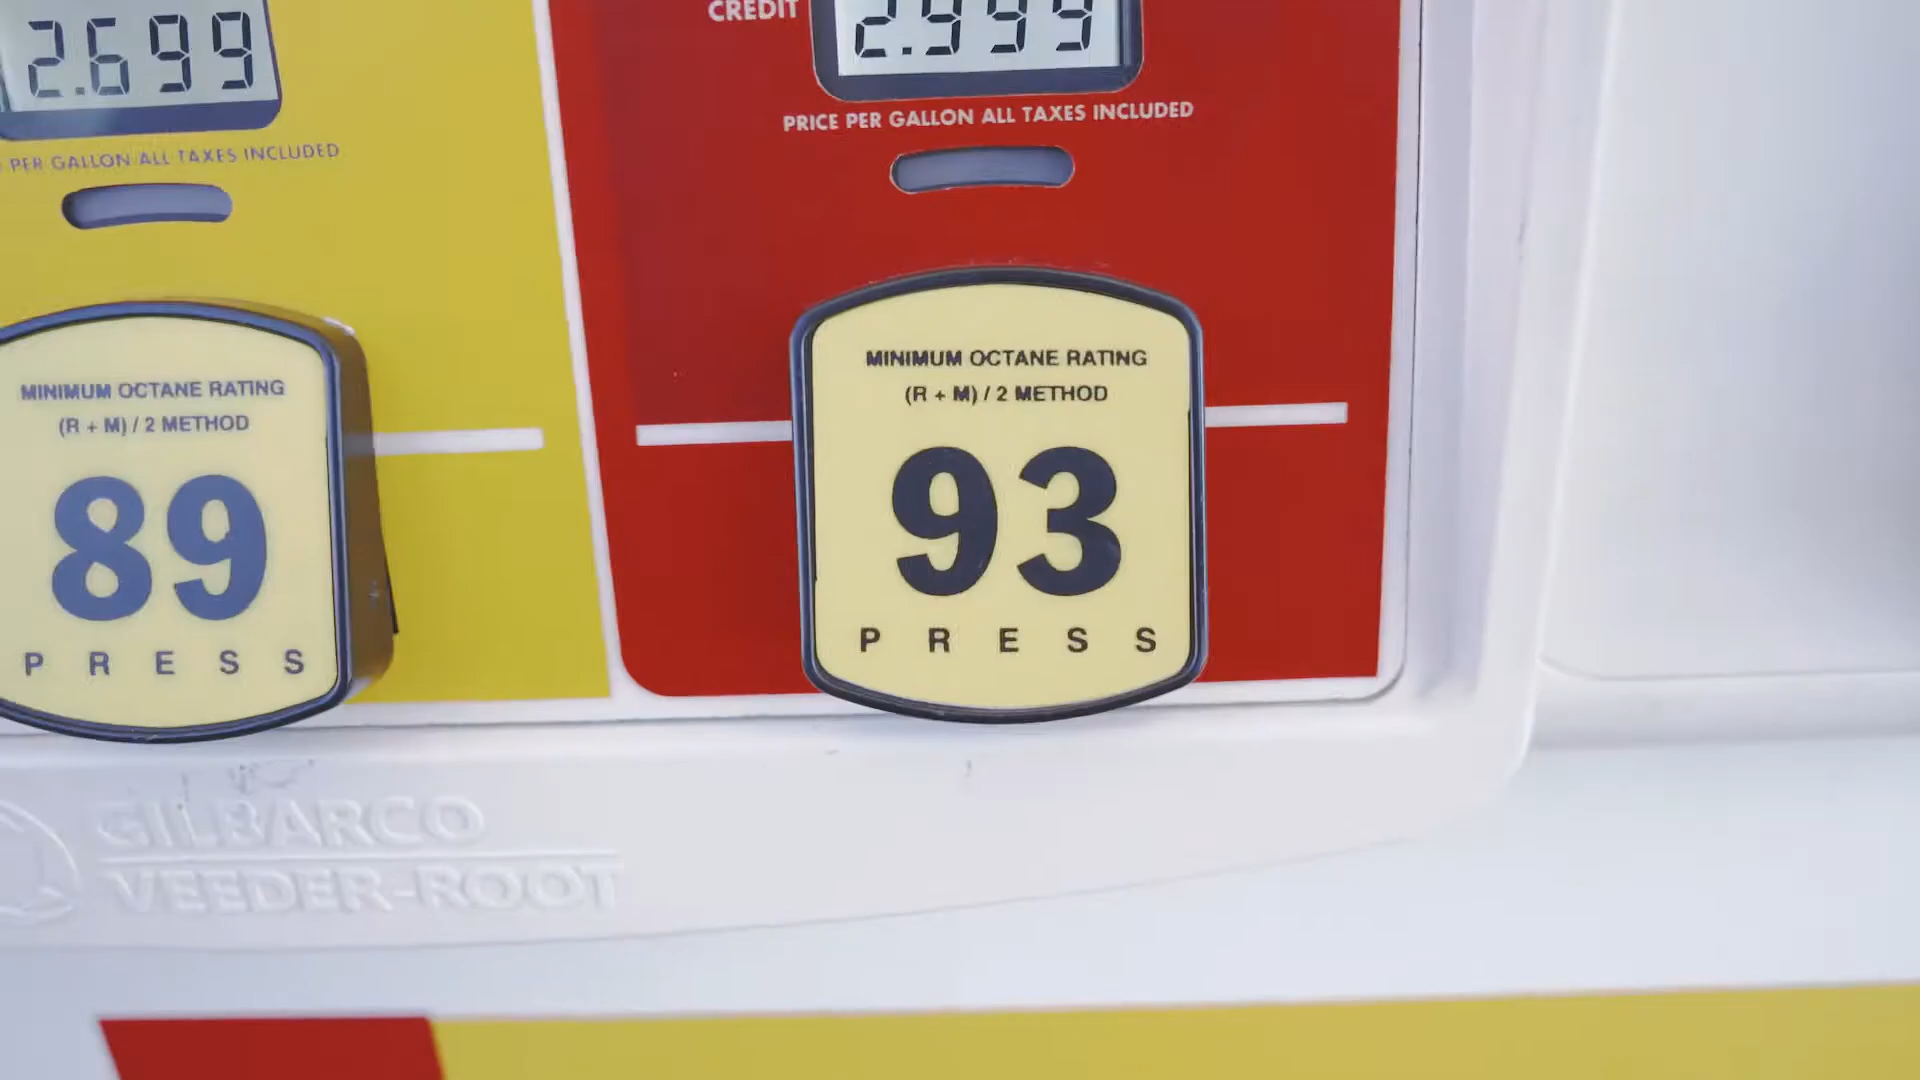 2.699
PER GALLON ALL TAXES INCLUDED
MINIMUM OCTANE RATING
(R + M) / 2 METHOD
89
PRESS
CREDIT
2.999
PRICE PER GALLON ALL TAXES INCLUDED
MINIMUM OCTANE RATING
(R + M) / 2 METHOD
93
PRESS
GILBARCO
VEEDER-ROOT